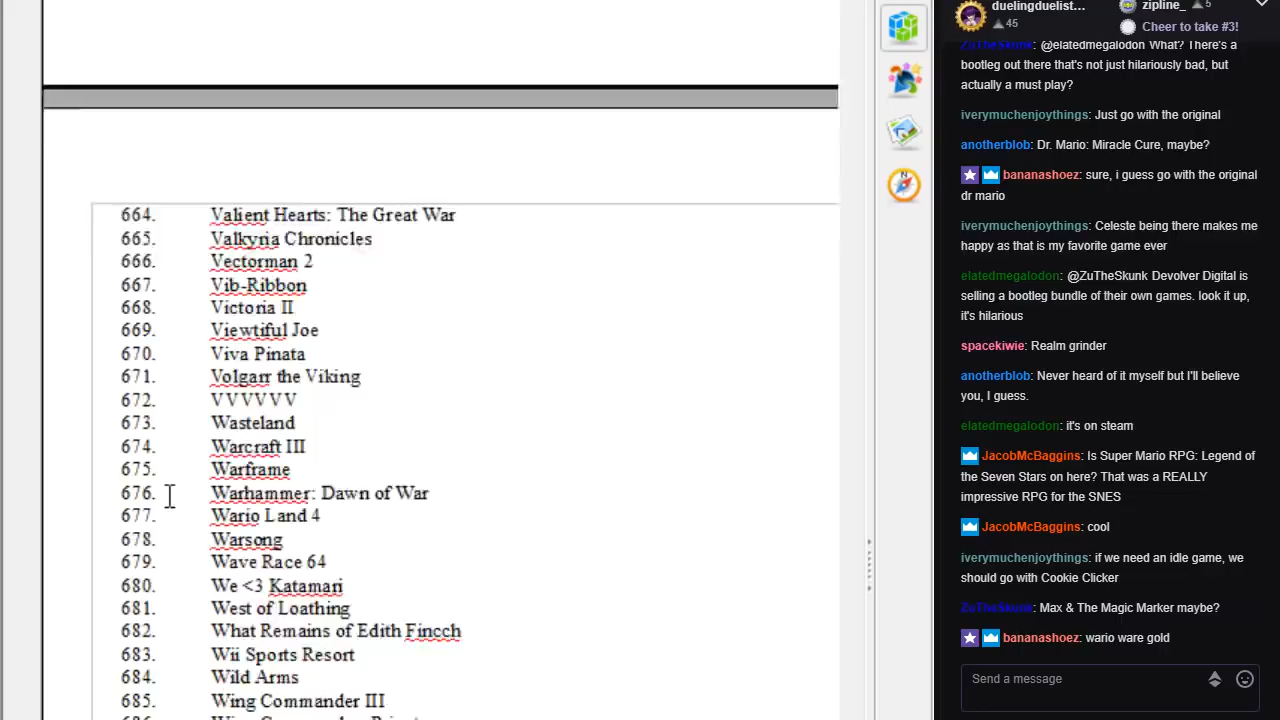 664. Valient Hearts: The Great War
665. Valkyria Chronicles
666. Vectorman 2
667. Vib-Ribbon
668. Victoria II
669. Viewtiful Joe
670. Viva Pinata
671. Volgarr the Viking
672. VVVVVV
673. Wasteland
674. Warcraft III
675. Warframe
676. Warhammer: Dawn of War
677. Wario Land 4
678. Warsong
679. Wave Race 64
680. We <3 Katamari
681. West of Loathing
682. What Remains of Edith Fincch
683. Wii Sports Resort
684. Wild Arms
685. Wing Commander III
duelingduelist... 45
zipline_ 5
Cheer to take #3!
ZuTheSkunk: @elatedmegalodon What? There's a
bootleg out there that's not just hilariously bad, but
actually a must play?
iverymuchenjoythings: Just go with the original
anotherblob: Dr. Mario: Miracle Cure, maybe?
bananashoez: sure, i guess go with the original
dr mario
iverymuchenjoythings: Celeste being there makes me
happy as that is my favorite game ever
elatedmegalodon: @ZuTheSkunk Devolver Digital is
selling a bootleg bundle of their own games. look it up,
it's hilarious
spacekiwie: Realm grinder
anotherblob: Never heard of it myself but I'll believe
you, I guess.
elatedmegalodon: it's on steam
JacobMcBaggins: Is Super Mario RPG: Legend of
the Seven Stars on here? That was a REALLY
impressive RPG for the SNES
JacobMcBaggins: cool
iverymuchenjoythings: if we need an idle game, we
should go with Cookie Clicker
ZuTheSkunk: Max & The Magic Marker maybe?
bananashoez: wario ware gold
Send a message